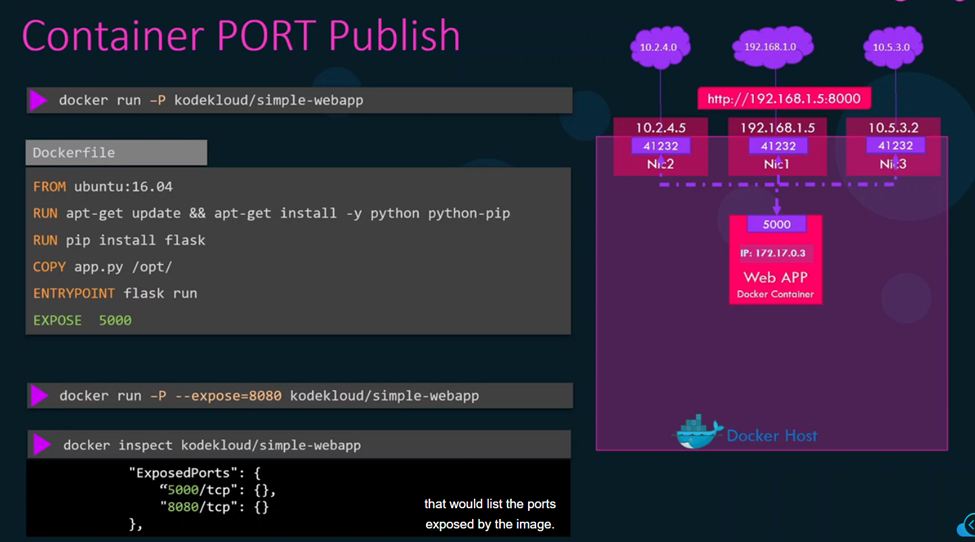 Container PORT Publish
docker run –P kodekloud/simple-webapp
Dockerfile
FROM ubuntu:16.04
RUN apt-get update && apt-get install -y python python-pip
RUN pip install flask
COPY app.py /opt/
ENTRYPOINT flask run
EXPOSE 5000
docker run –P --expose=8080 kodekloud/simple-webapp
docker inspect kodekloud/simple-webapp
"ExposedPorts": {
“5000/tcp": {},
"8080/tcp": {}
},
that would list the ports
exposed by the image.
10.2.4.0
192.168.1.0
10.5.3.0
http://192.168.1.5:8000
10.2.4.5
192.168.1.5
10.5.3.2
41232
41232
41232
Nic2
Nic1
Nic3
5000
IP: 172.17.0.3
Web APP
Docker Container
Docker Host